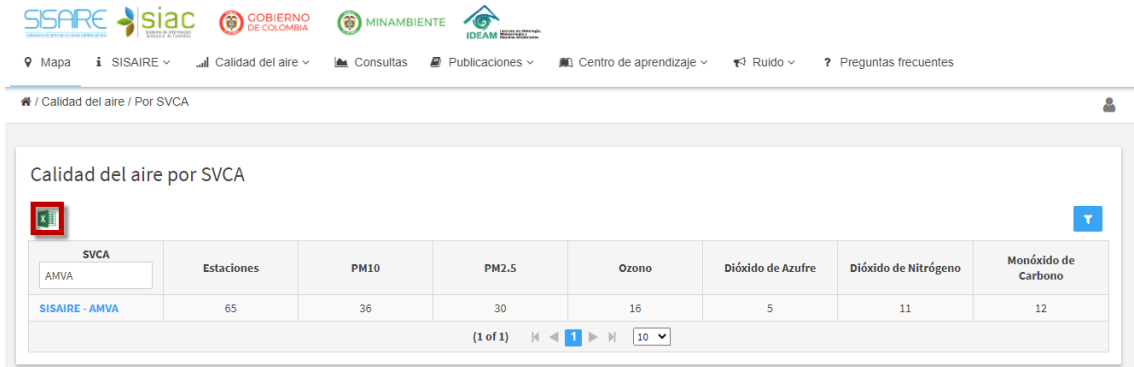 SISAIRE siac GOBIERNO DE COLOMBIA MINAMBIENTE IDEAM
Mapa SISAIRE Calidad del aire Consultas Publicaciones Centro de aprendizaje Ruido Preguntas frecuentes
/ Calidad del aire / Por SVCA
Calidad del aire por SVCA
SVCA Estaciones PM10 PM2.5 Ozono Dióxido de Azufre Dióxido de Nitrógeno Monóxido de Carbono
AMVA
SISAIRE - AMVA 65 36 30 16 5 11 12
(1 of 1) 1 10